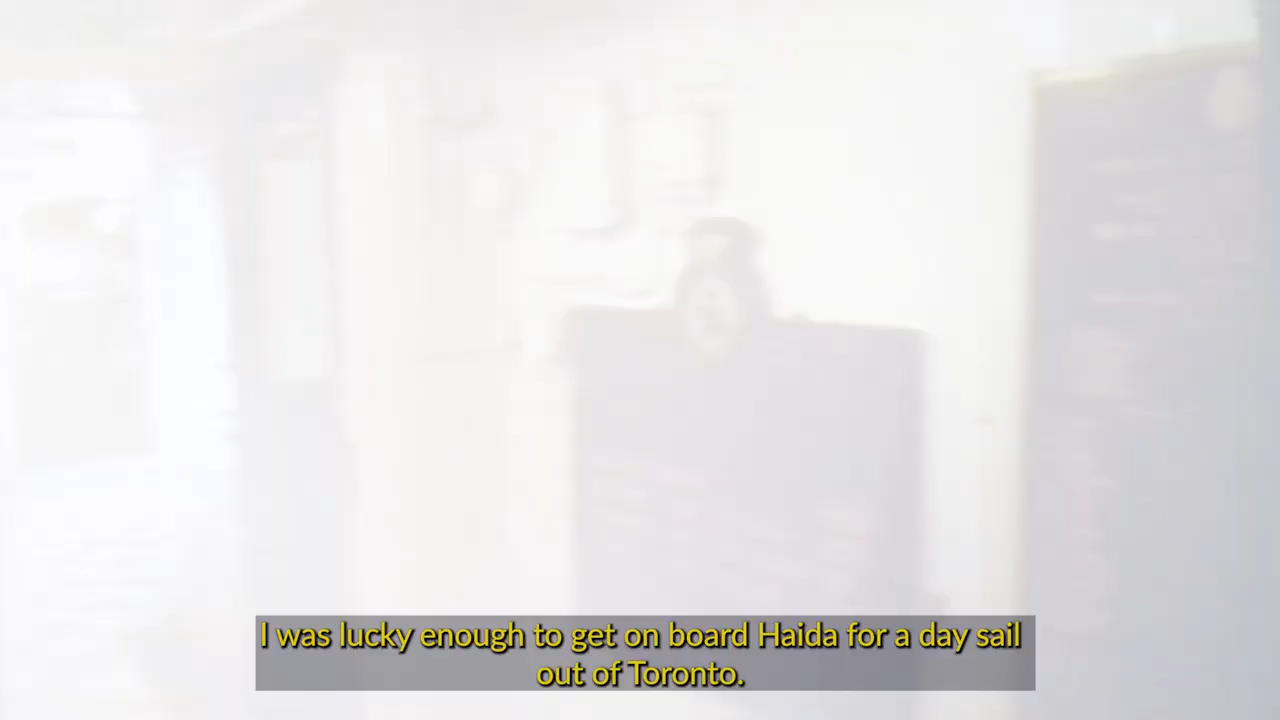 I was lucky enough to get on board Haida for a day sail
out of Toronto.